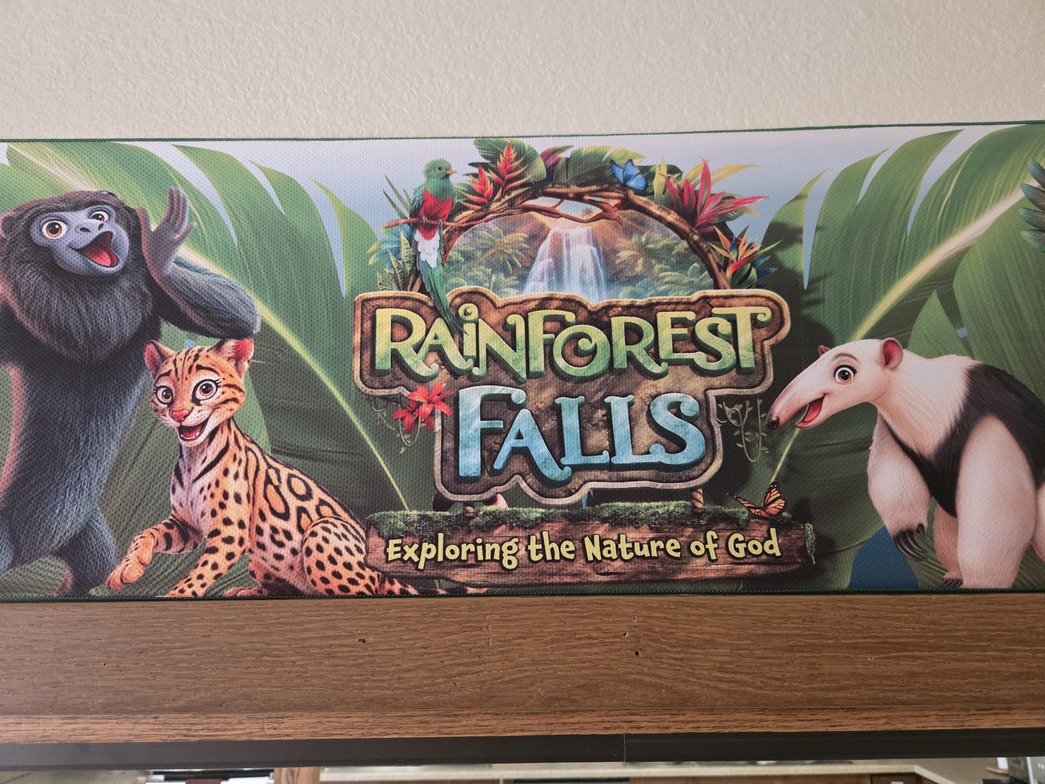 RAINFOREST
FALLS
Exploring the Nature of God